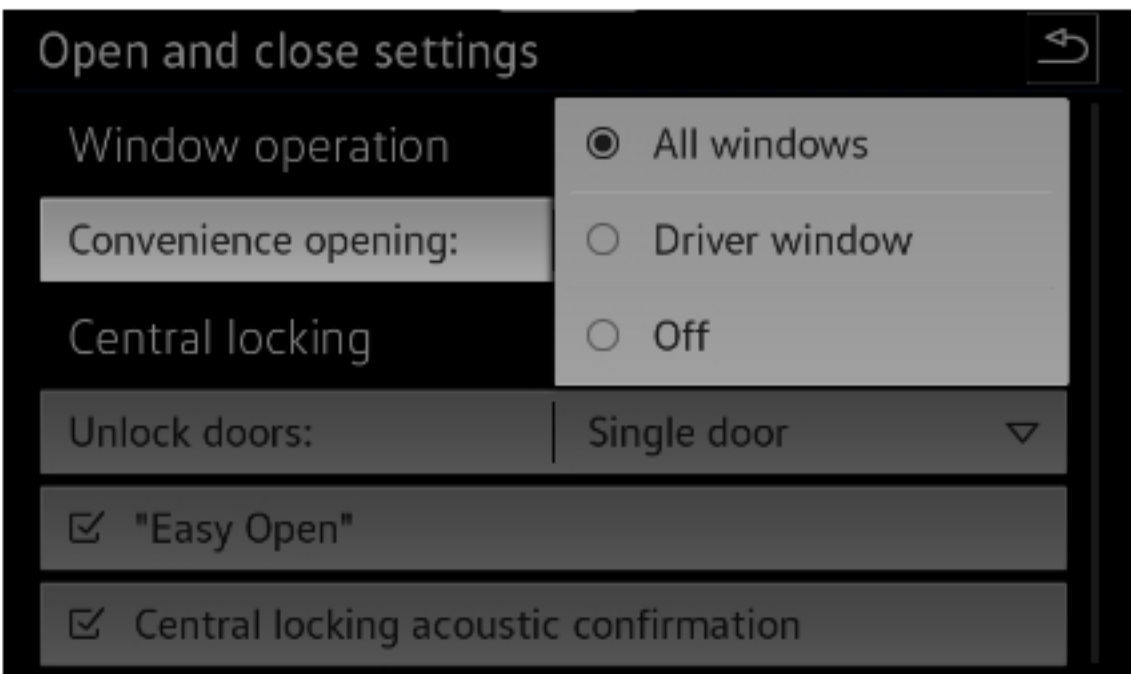 Open and close settings
Window operation
All windows
Convenience opening:
Driver window
Central locking
Off
Unlock doors:
Single door
"Easy Open"
Central locking acoustic confirmation